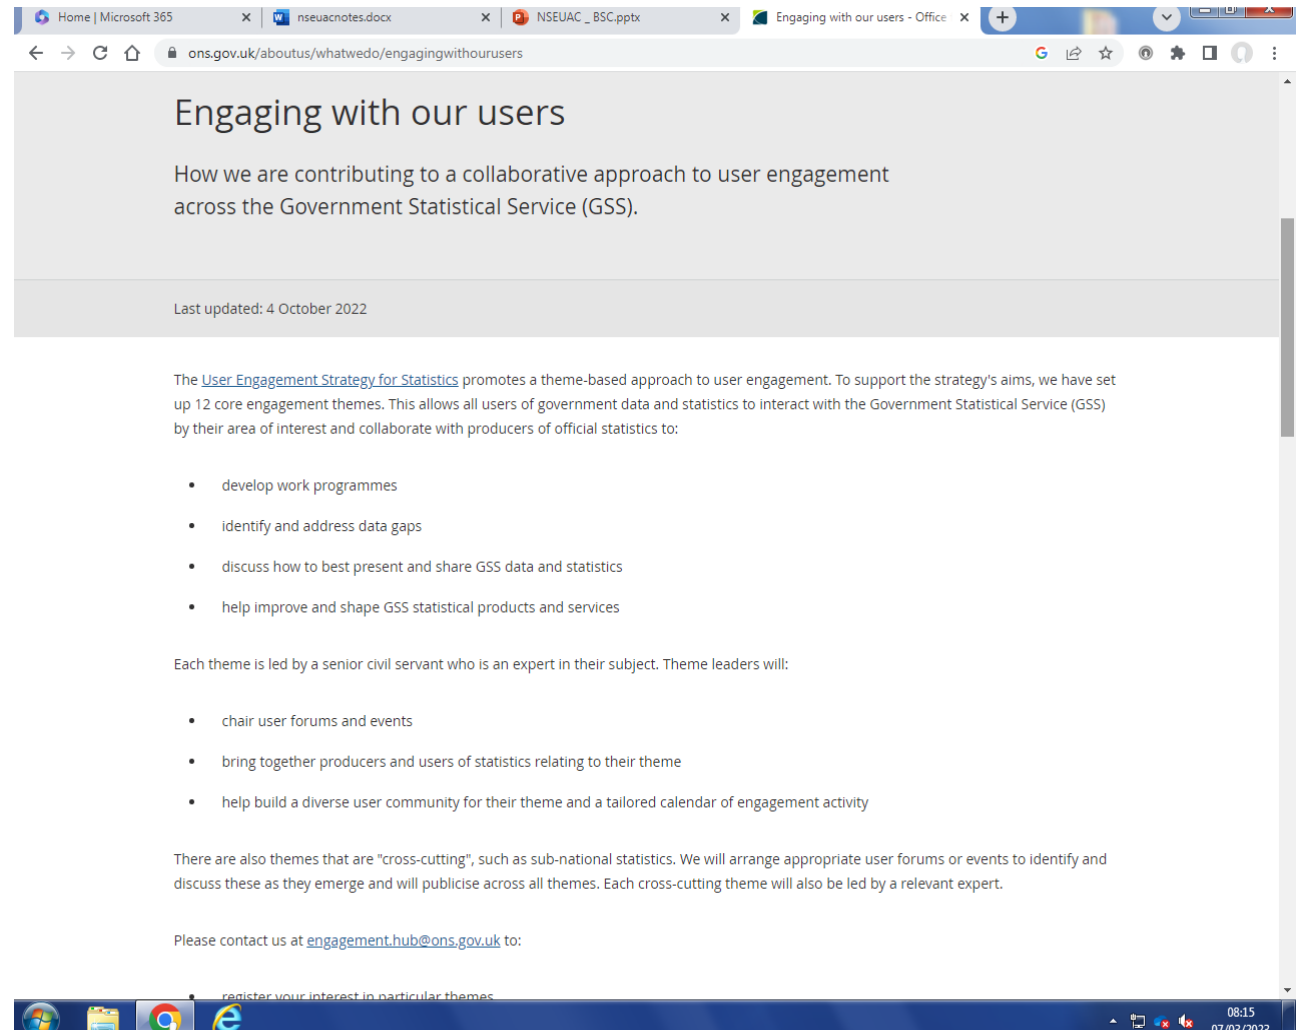 Home | Microsoft 365
nseuacnotes.docx
NSEUAC _ BSC.pptx
Engaging with our users - Office
ons.gov.uk/aboutus/whatwedo/engagingwithourusers
Engaging with our users
How we are contributing to a collaborative approach to user engagement
across the Government Statistical Service (GSS).
Last updated: 4 October 2022
The User Engagement Strategy for Statistics promotes a theme-based approach to user engagement. To support the strategy's aims, we have set
up 12 core engagement themes. This allows all users of government data and statistics to interact with the Government Statistical Service (GSS)
by their area of interest and collaborate with producers of official statistics to:
• develop work programmes
• identify and address data gaps
• discuss how to best present and share GSS data and statistics
• help improve and shape GSS statistical products and services
Each theme is led by a senior civil servant who is an expert in their subject. Theme leaders will:
• chair user forums and events
• bring together producers and users of statistics relating to their theme
• help build a diverse user community for their theme and a tailored calendar of engagement activity
There are also themes that are "cross-cutting", such as sub-national statistics. We will arrange appropriate user forums or events to identify and
discuss these as they emerge and will publicise across all themes. Each cross-cutting theme will also be led by a relevant expert.
Please contact us at engagement.hub@ons.gov.uk to:
• register your interest in particular themes
08:15
07/02/2023